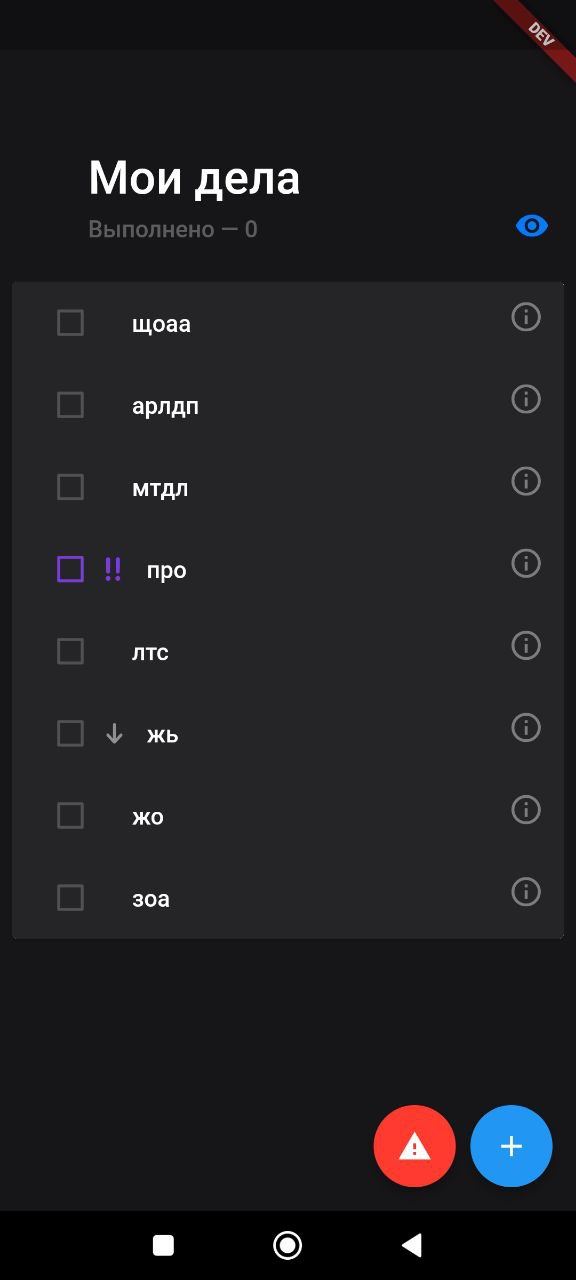 DEV
Мои дела
Выполнено — 0
щоаа
арлдп
мтдл
!! про
лтс
жь
жо
зоа